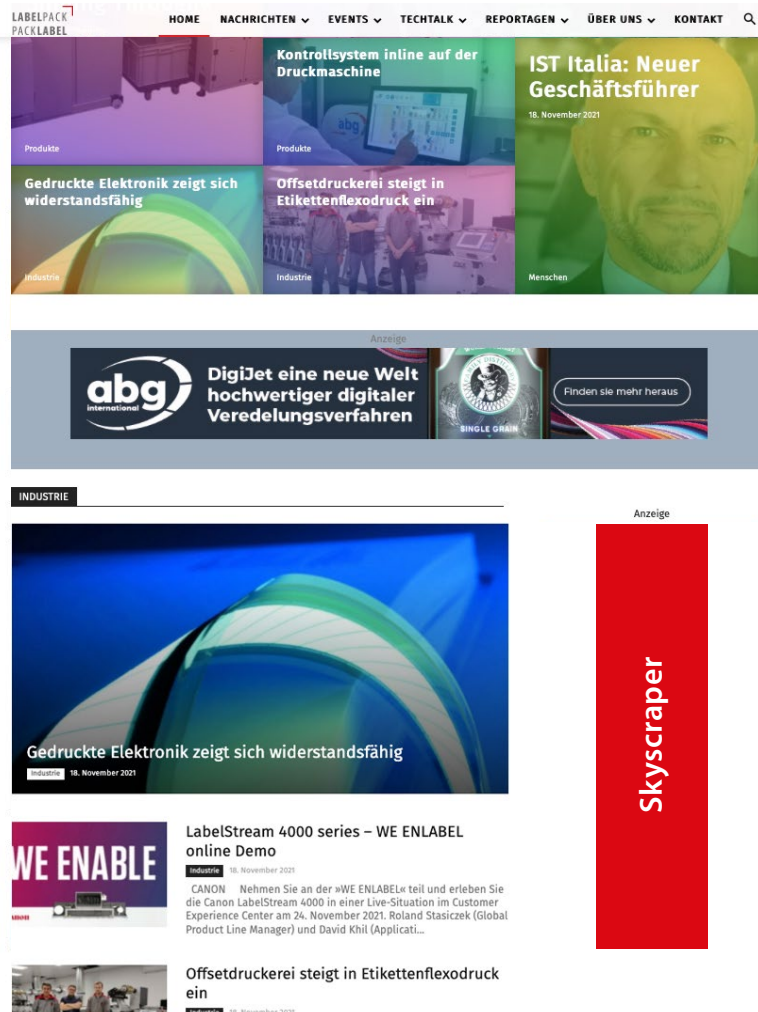 LABELPACK
PACKLABEL
HOME NACHRICHTEN EVENTS TECHTALK REPORTAGEN ÜBER UNS KONTAKT
Kontrollsystem inline auf der
Druckmaschine
IST Italia: Neuer
Geschäftsführer
18. November 2021
abg
Produkte
Produkte
Gedruckte Elektronik zeigt sich
widerstandsfähig
Offsetdruckerei steigt in
Etikettenflexodruck ein
Industrie
Industrie
Menschen
Anzeige
abg
international
DigiJet eine neue Welt
hochwertiger digitaler
Veredelungsverfahren
SINGLE GRAIN
Finden sie mehr heraus
INDUSTRIE
Anzeige
Skyscraper
Gedruckte Elektronik zeigt sich widerstandsfähig
Industrie 18. November 2021
WE ENABLE
LabelStream 4000 series – WE ENLABEL
online Demo
Industrie 18. November 2021
CANON Nehmen Sie an der »WE ENLABEL« teil und erleben Sie
die Canon LabelStream 4000 in einer Live-Situation im Customer
Experience Center am 24. November 2021. Roland Stasiczek (Global
Product Line Manager) und David Khil (Applicati...
Offsetdruckerei steigt in Etikettenflexodruck
ein
Industrie 18. November 2021